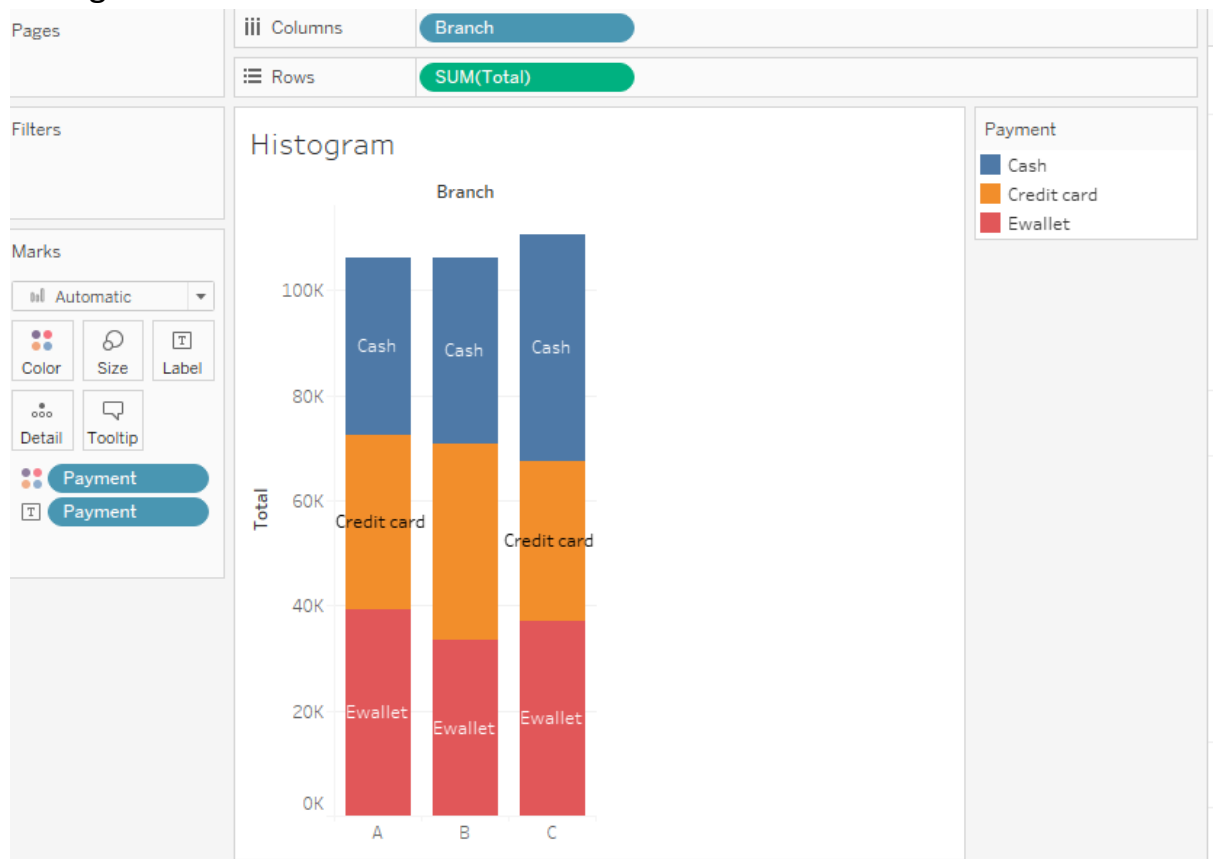 Pages
Columns
Branch
Rows
SUM(Total)
Filters
Marks
Automatic
Color
Size
Label
Detail
Tooltip
Payment
Payment
Histogram
Branch
Total
100K
80K
60K
40K
20K
0K
Cash
Cash
Cash
Credit card
Credit card
Ewallet
Ewallet
Ewallet
A
B
C
Payment
Cash
Credit card
Ewallet